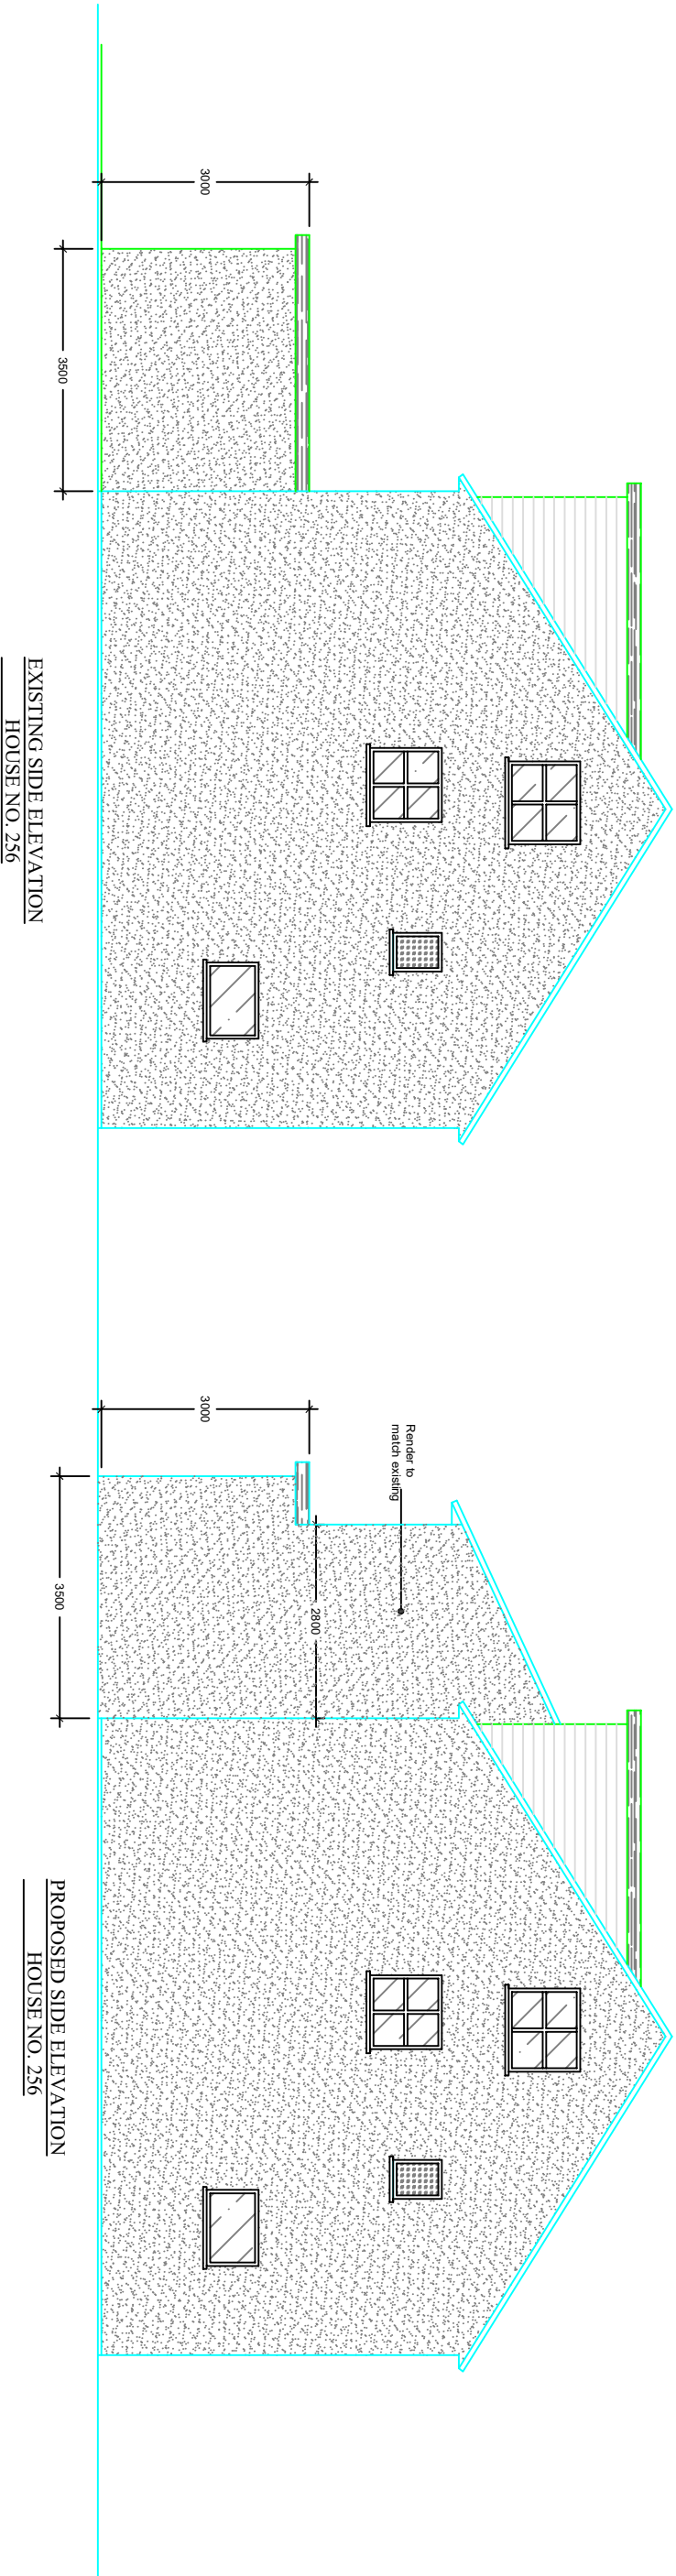 3000
3500
EXISTING SIDE ELEVATION
HOUSE NO. 256
Render to
match existing
3000
2800
3500
PROPOSED SIDE ELEVATION
HOUSE NO. 256